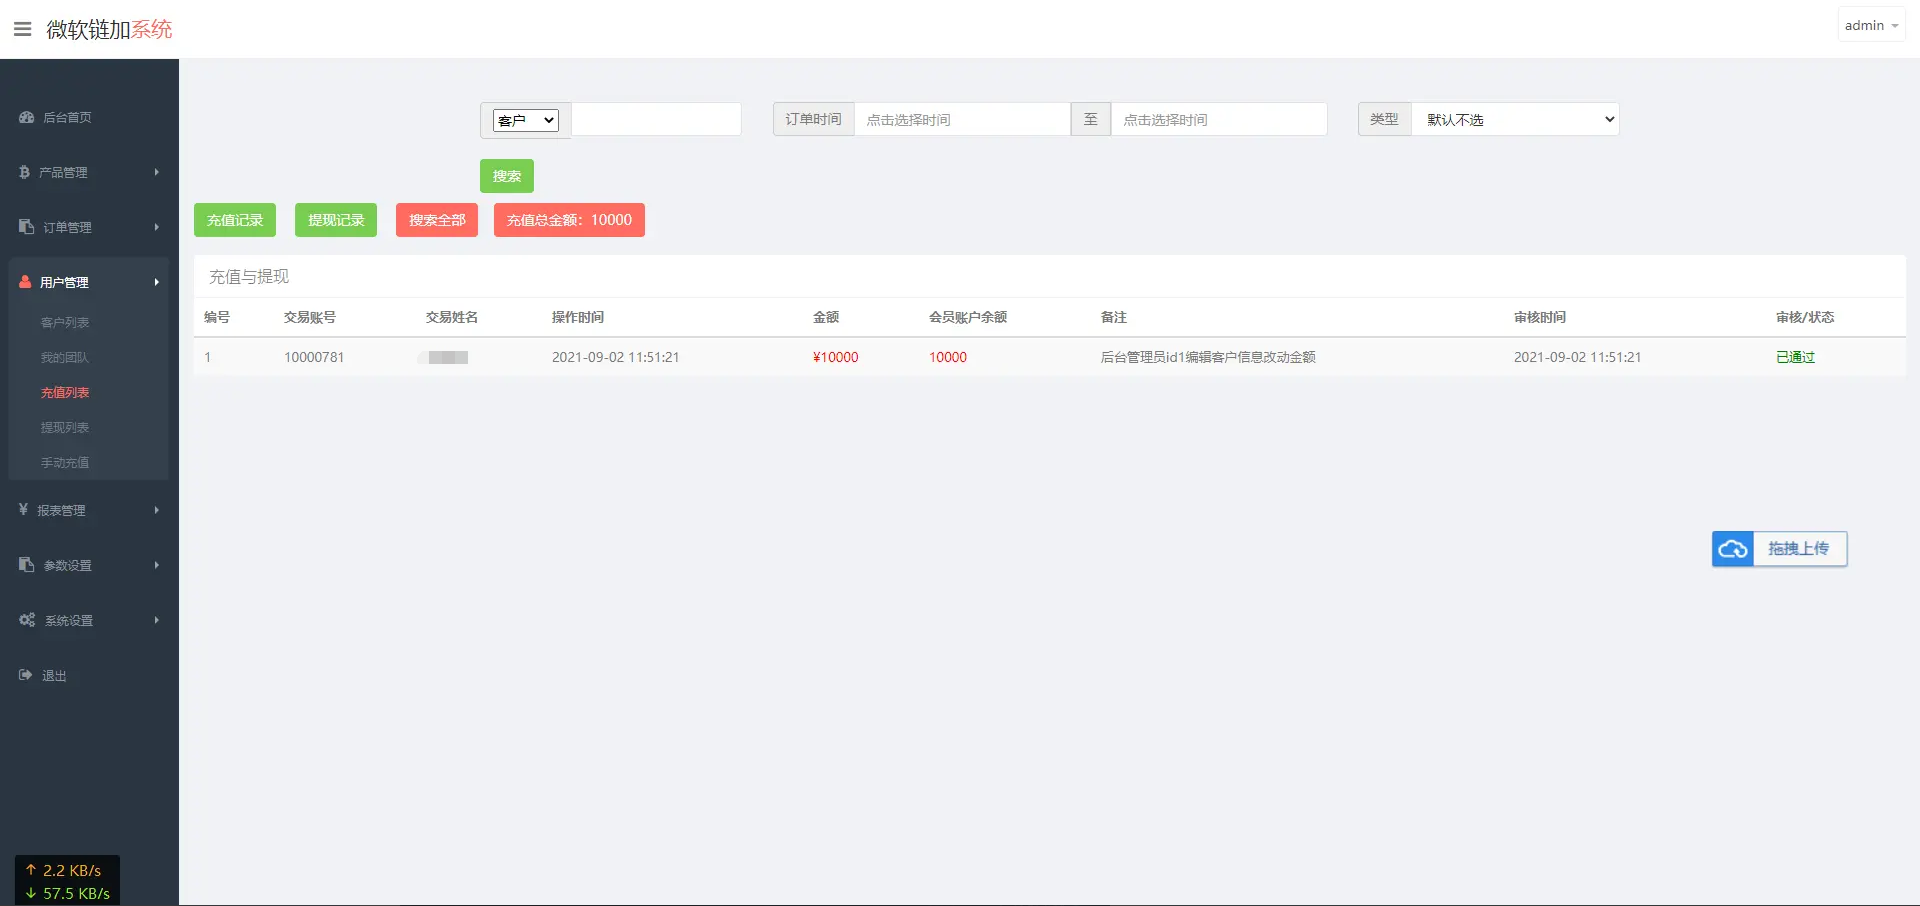 微软链加系统
admin
后台首页
产品管理
订单管理
用户管理
客户列表
我的团队
充值列表
提现列表
手动充值
报表管理
参数设置
系统设置
退出
↑ 2.2 KB/s
↓ 57.5 KB/s
客户 订单时间 点击选择时间 至 点击选择时间 类型 默认不选
搜索
充值记录 提现记录 搜索全部 充值总金额：10000
充值与提现
编号 交易账号 交易姓名 操作时间 金额 会员账户余额 备注 审核时间 审核/状态
1 10000781 2021-09-02 11:51:21 ¥10000 10000 后台管理员id1编辑客户信息改动金额 2021-09-02 11:51:21 已通过
拖拽上传